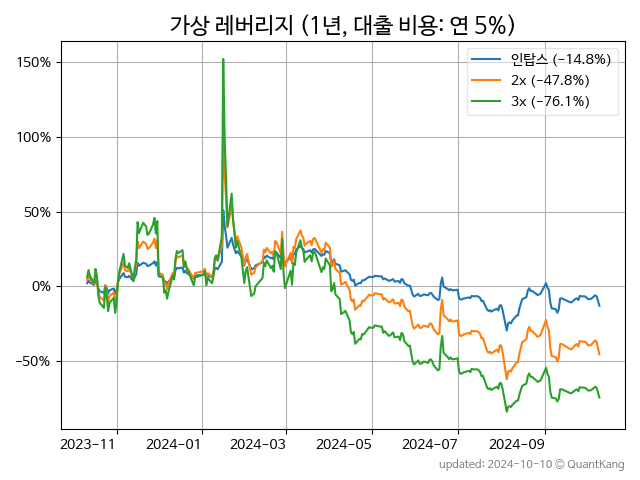 가상 레버리지 (1년, 대출 비용: 연 5%)
인탑스 (-14.8%)
2x (-47.8%)
3x (-76.1%)
150%
100%
50%
0%
-50%
2023-11 2024-01 2024-03 2024-05 2024-07 2024-09
updated: 2024-10-10 © QuantKang